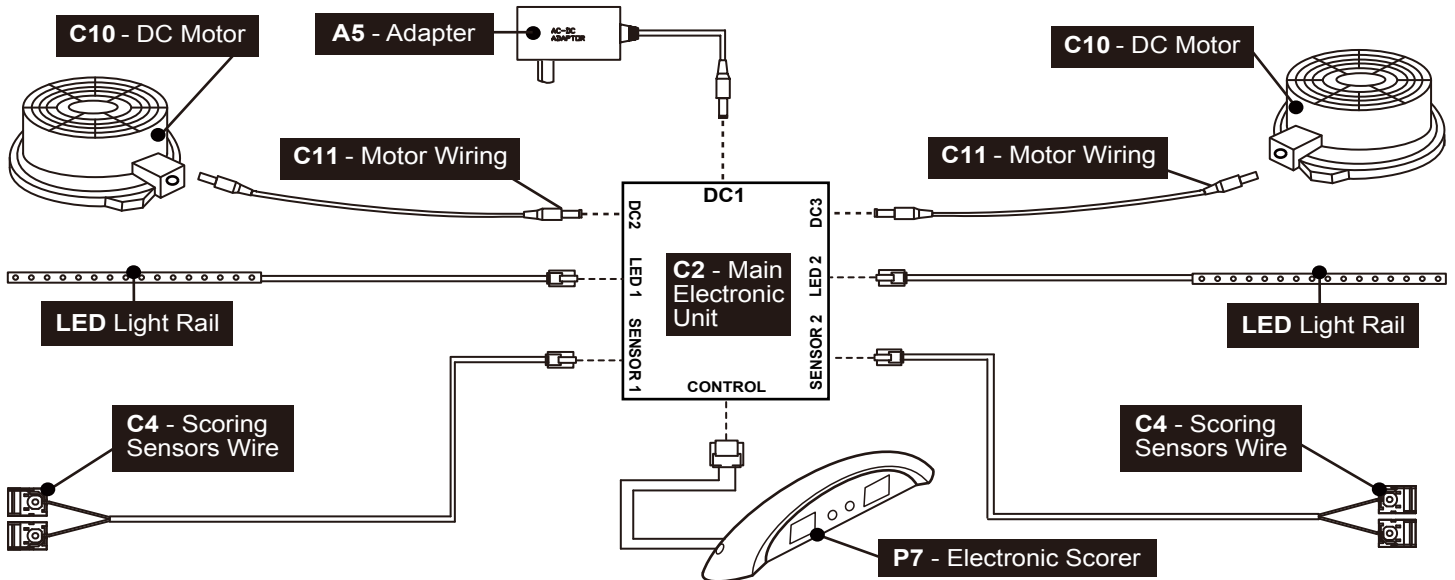 C10 - DC Motor
A5 - Adapter
AC-DC
ADAPTOR
C10 - DC Motor
C11 - Motor Wiring
C11 - Motor Wiring
DC1
DC2
DC3
LED 1
C2 - Main
Electronic
Unit
LED 2
LED Light Rail
LED Light Rail
SENSOR 1
SENSOR 2
CONTROL
C4 - Scoring
Sensors Wire
C4 - Scoring
Sensors Wire
P7 - Electronic Scorer